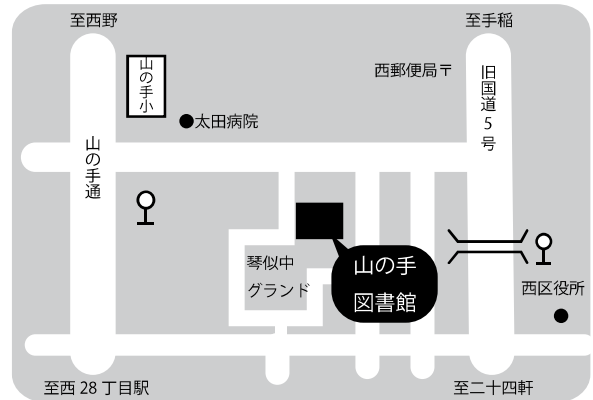 至西野
至手稲
山の手小
西郵便局〒
旧国道5号
太田病院
山の手通
琴似中
グランド
山の手
図書館
西区役所
至西28丁目駅
至二十四軒